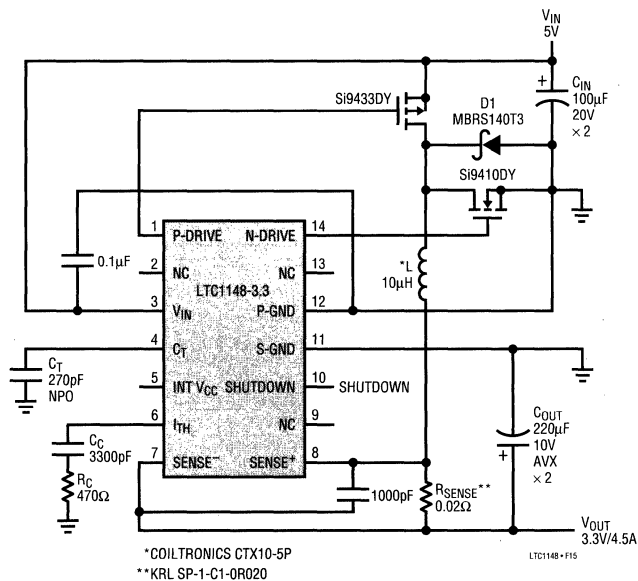 V_IN
5V
Si9433DY
D1
MBRS140T3
+
C_IN
100µF
20V
× 2
Si9410DY
1
P-DRIVE
N-DRIVE
14
0.1µF
2
NC
NC
13
*L
10µH
LTC1148-3.3
3
V_IN
P-GND
12
4
C_T
S-GND
11
C_T
270pF
NPO
5
INT V_CC
SHUTDOWN
10
SHUTDOWN
6
I_TH
NC
9
C_C
3300pF
7
SENSE⁻
SENSE⁺
8
C_OUT
220µF
10V
AVX
× 2
+
R_C
470Ω
1000pF
R_SENSE**
0.02Ω
V_OUT
3.3V/4.5A
*COILTRONICS CTX10-5P
**KRL SP-1-C1-0R020
LTC1148 • F15